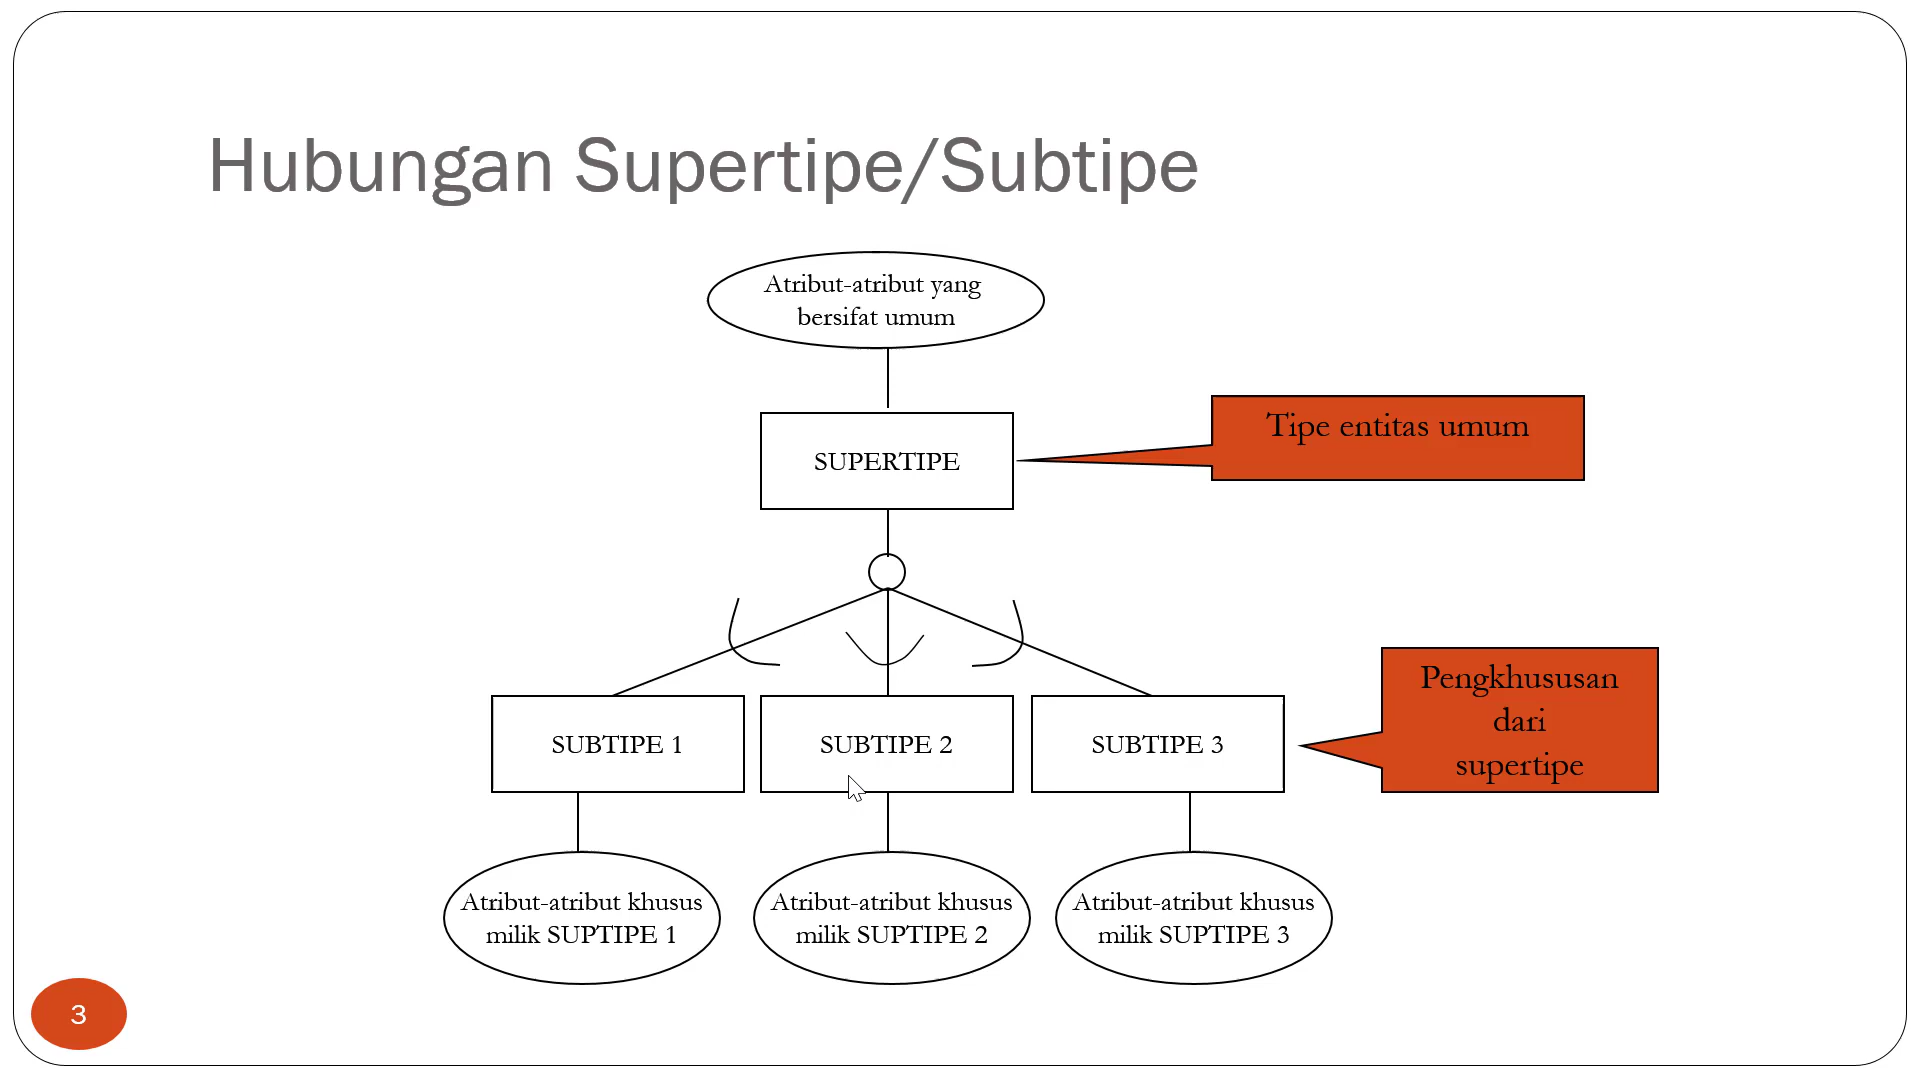 Hubungan Supertipe/Subtipe
Atribut-atribut yang
bersifat umum
Tipe entitas umum
SUPERTIPE
Pengkhususan
dari
supertipe
SUBTIPE 1
SUBTIPE 2
SUBTIPE 3
Atribut-atribut khusus
milik SUPTIPE 1
Atribut-atribut khusus
milik SUPTIPE 2
Atribut-atribut khusus
milik SUPTIPE 3
3